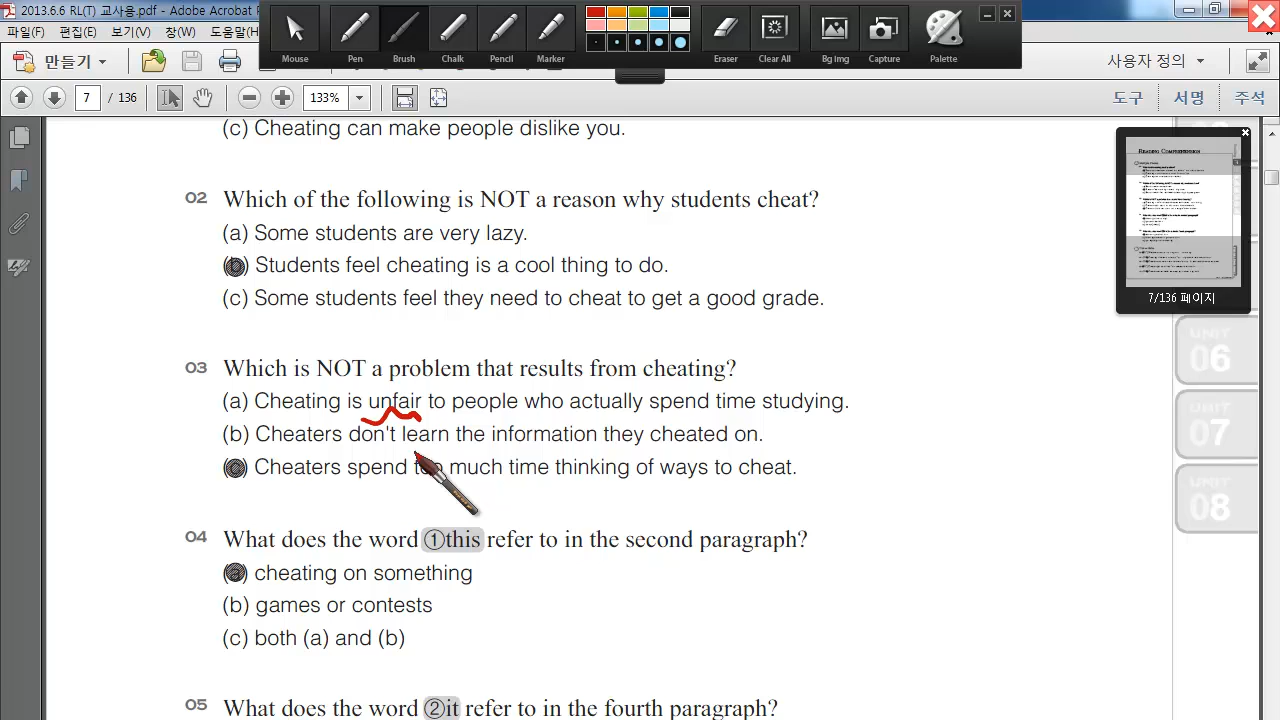 2013.6.6 RL(T) 교사용.pdf - Adobe Acrobat
파일(F) 편집(E) 보기(V) 창(W) 도움말(H)
Mouse Pen Brush Chalk Pencil Marker Eraser Clear All Bg Img Capture Palette
만들기 사용자 정의
7 / 136 133% 도구 서명 주석
(c) Cheating can make people dislike you.
02 Which of the following is NOT a reason why students cheat?
(a) Some students are very lazy.
(b) Students feel cheating is a cool thing to do.
(c) Some students feel they need to cheat to get a good grade.
03 Which is NOT a problem that results from cheating?
(a) Cheating is unfair to people who actually spend time studying.
(b) Cheaters don't learn the information they cheated on.
(c) Cheaters spend too much time thinking of ways to cheat.
04 What does the word ①this refer to in the second paragraph?
(a) cheating on something
(b) games or contests
(c) both (a) and (b)
05 What does the word ②it refer to in the fourth paragraph?
READING COMPREHENSION
7/136 페이지
UNIT
06
UNIT
07
UNIT
08